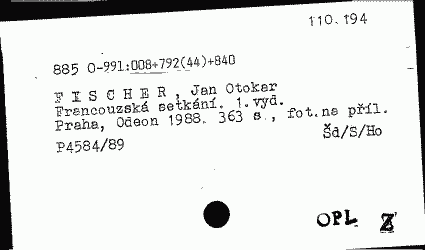 110.194
885 0-991:008+792(44)+840
F I S C H E R , Jan Otokar
Francouzská setkání. 1.vyd.
Praha, Odeon 1988. 363 s., fot.na příl.
Šd/S/Ho
P4584/89
OPL Z